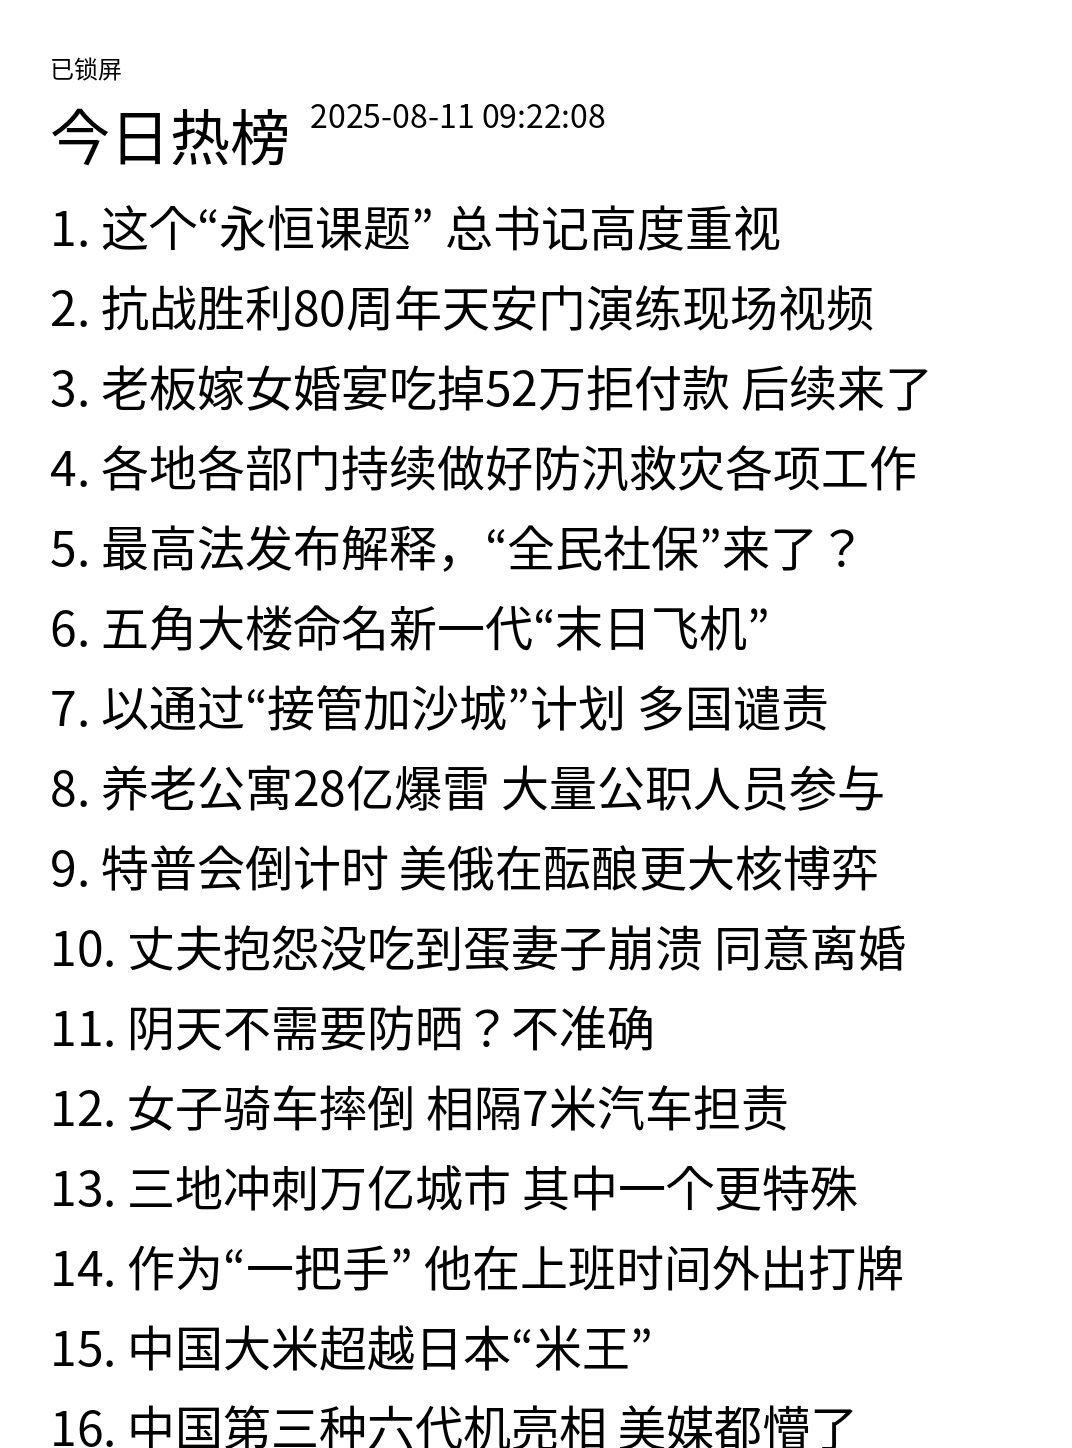 已锁屏
今日热榜 2025-08-11 09:22:08
1. 这个“永恒课题” 总书记高度重视
2. 抗战胜利80周年天安门演练现场视频
3. 老板嫁女婚宴吃掉52万拒付款 后续来了
4. 各地各部门持续做好防汛救灾各项工作
5. 最高法发布解释，“全民社保”来了？
6. 五角大楼命名新一代“末日飞机”
7. 以通过“接管加沙城”计划 多国谴责
8. 养老公寓28亿爆雷 大量公职人员参与
9. 特普会倒计时 美俄在酝酿更大核博弈
10. 丈夫抱怨没吃到蛋妻子崩溃 同意离婚
11. 阴天不需要防晒？不准确
12. 女子骑车摔倒 相隔7米汽车担责
13. 三地冲刺万亿城市 其中一个更特殊
14. 作为“一把手” 他在上班时间外出打牌
15. 中国大米超越日本“米王”
16. 中国第三种六代机亮相 美媒都懵了